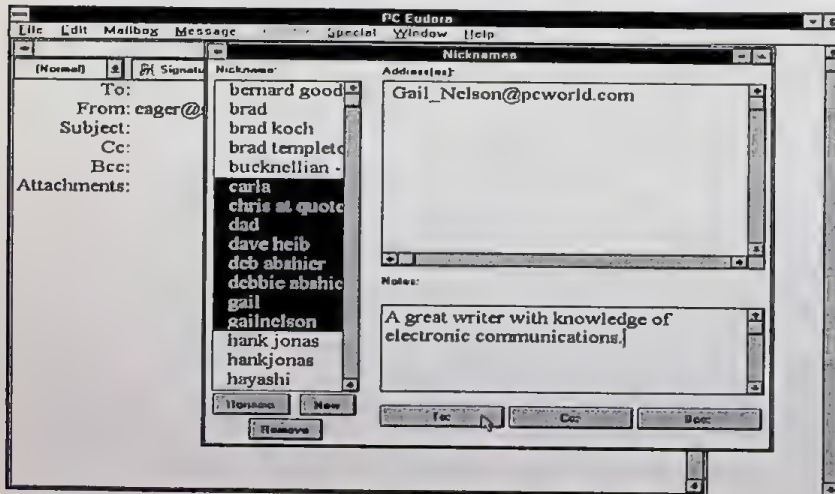 PC Eudora
File Edit Mailbox Message Special Window Help
Nicknames
(Normal) Signatu
To:
From: eager@
Subject:
Cc:
Bcc:
Attachments:
Nickname:
bernard good
brad
brad koch
brad templeto
bucknellian -
carla
chris at quote
dad
dave heib
deb abshier
debbie abshie
gail
gailnelson
hank jonas
hankjonas
hayashi
Rename New
Remove
Address(es):
Gail_Nelson@pcworld.com
Notes:
A great writer with knowledge of
electronic communications.
To: Cc: Bcc: